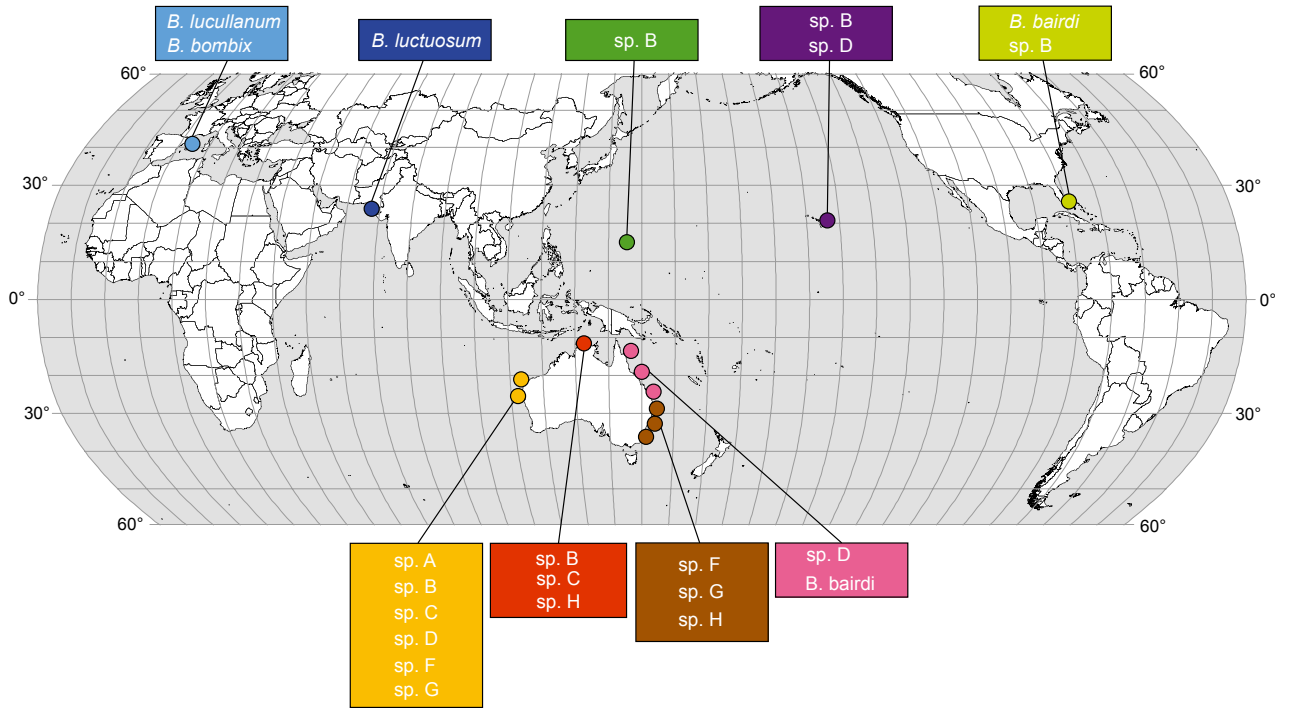 B. lucullanum
B. bombix
B. luctuosum
sp. B
sp. B
sp. D
B. bairdi
sp. B
60°
60°
30°
30°
0°
0°
30°
30°
60°
60°
sp. A
sp. B
sp. C
sp. D
sp. F
sp. G
sp. B
sp. C
sp. H
sp. F
sp. G
sp. H
sp. D
B. bairdi